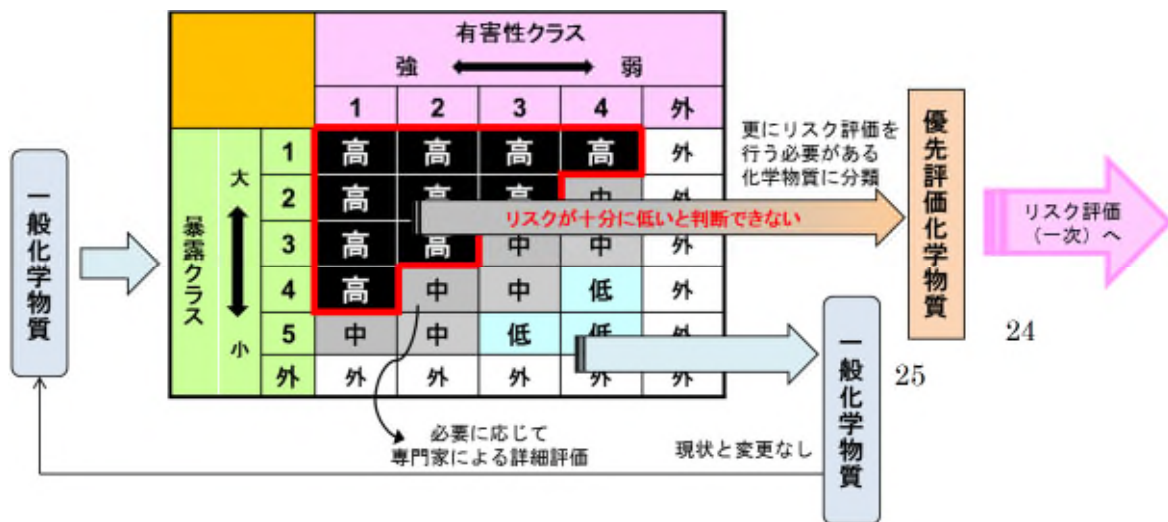 一般化学物質
有害性クラス
強 弱
1 2 3 4 外
暴露クラス
大
小
1 高 高 高 高 外
2 高 高 高 中 外
リスクが十分に低いと判断できない
3 高 高 中 中 外
4 高 中 中 低 外
5 中 中 低 低 外
外 外 外 外 外 外
更にリスク評価を
行う必要がある
化学物質に分類
優先評価化学物質
リスク評価
（一次）へ
24
一般化学物質
25
必要に応じて
専門家による詳細評価
現状と変更なし